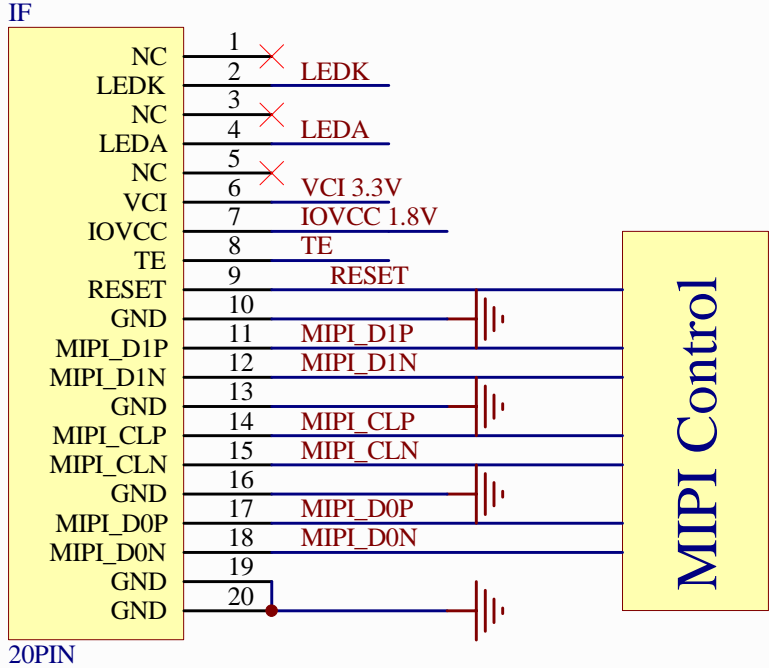 IF
NC 1
LEDK 2 LEDK
NC 3
LEDA 4 LEDA
NC 5
VCI 6 VCI 3.3V
IOVCC 7 IOVCC 1.8V
TE 8 TE
RESET 9 RESET
GND 10
MIPI_D1P 11 MIPI_D1P
MIPI_D1N 12 MIPI_D1N
GND 13
MIPI_CLP 14 MIPI_CLP
MIPI_CLN 15 MIPI_CLN
GND 16
MIPI_D0P 17 MIPI_D0P
MIPI_D0N 18 MIPI_D0N
GND 19
GND 20
20PIN
MIPI Control